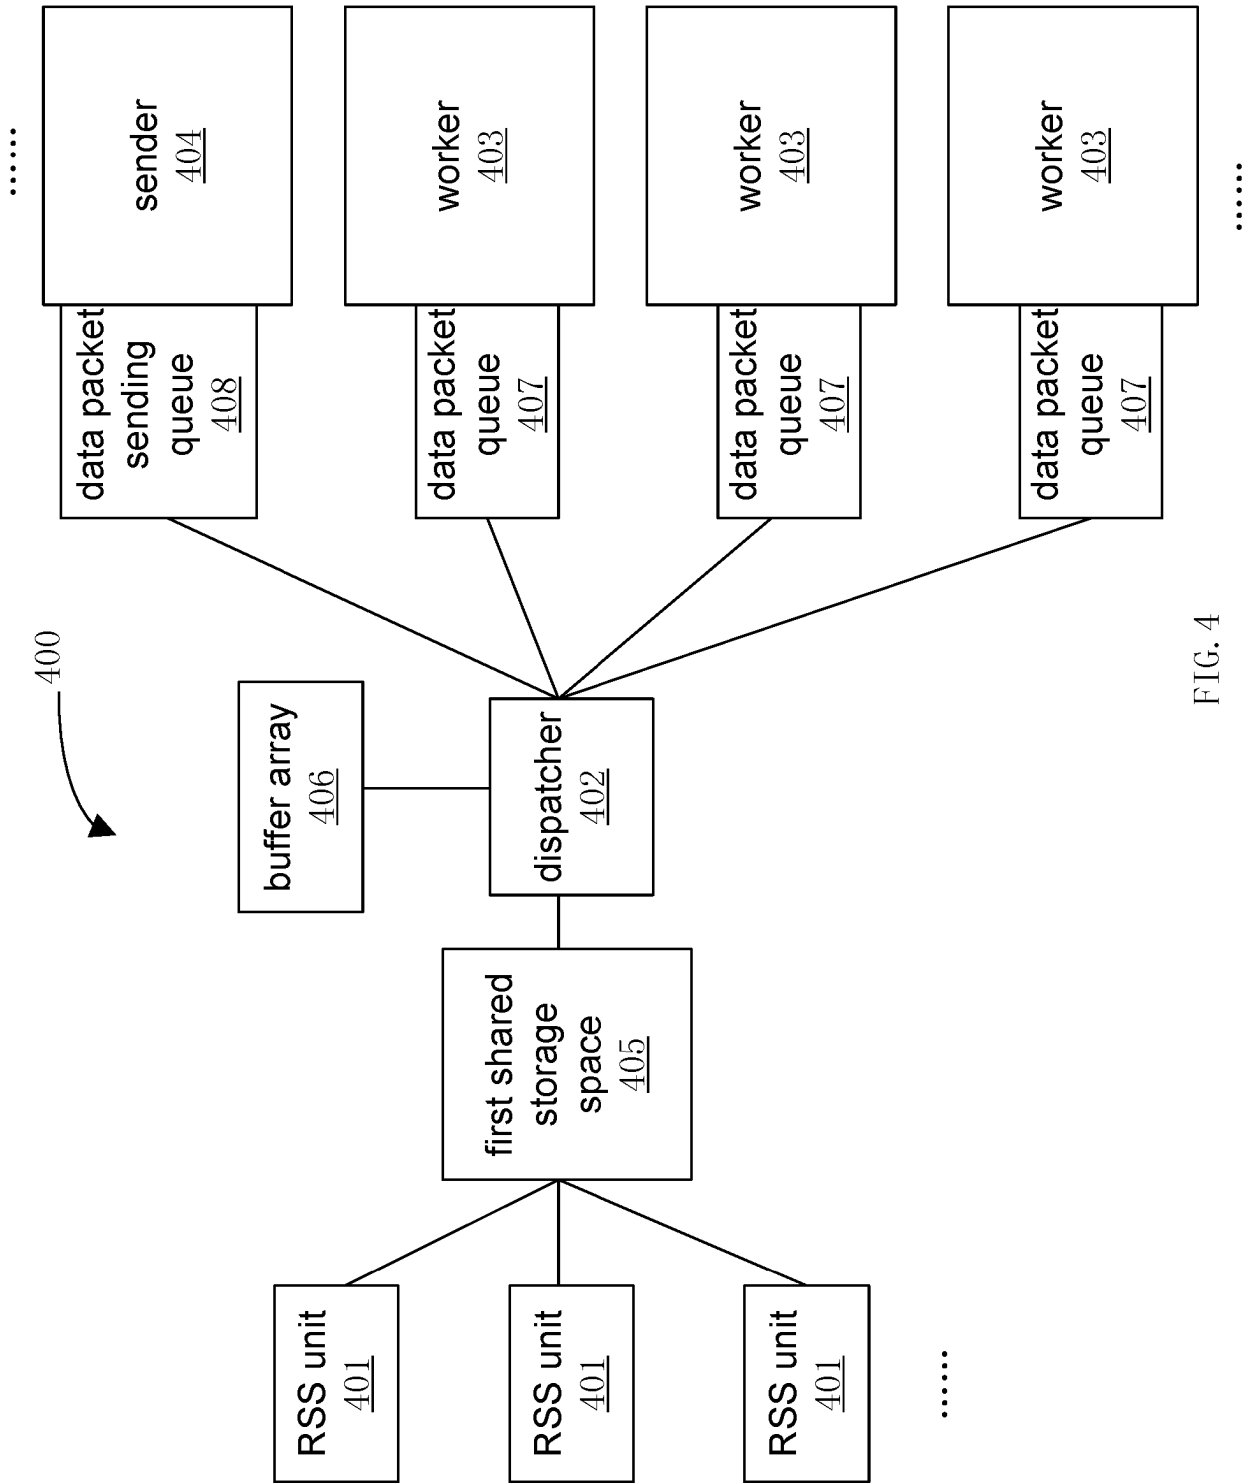 400
RSS unit
401
RSS unit
401
RSS unit
401
......
first shared
storage
space
405
buffer array
406
dispatcher
402
......
data packet
sending
queue
408
sender
404
data packet
queue
407
worker
403
data packet
queue
407
worker
403
data packet
queue
407
worker
403
......
FIG. 4